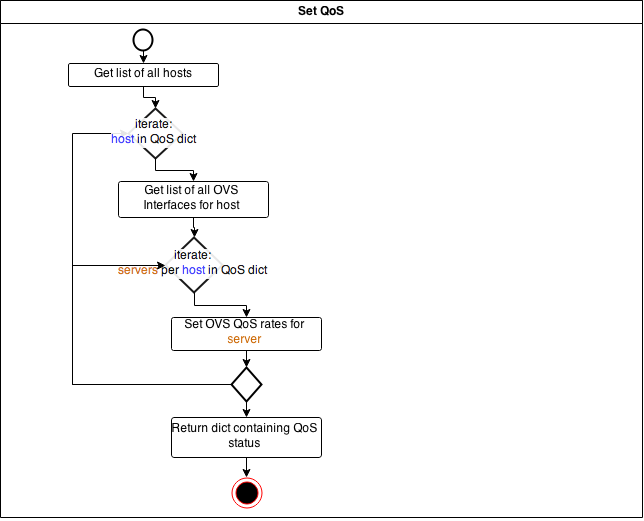 Set QoS
Get list of all hosts
iterate:
host in QoS dict
Get list of all OVS
Interfaces for host
iterate:
servers per host in QoS dict
Set OVS QoS rates for
server
Return dict containing QoS
status